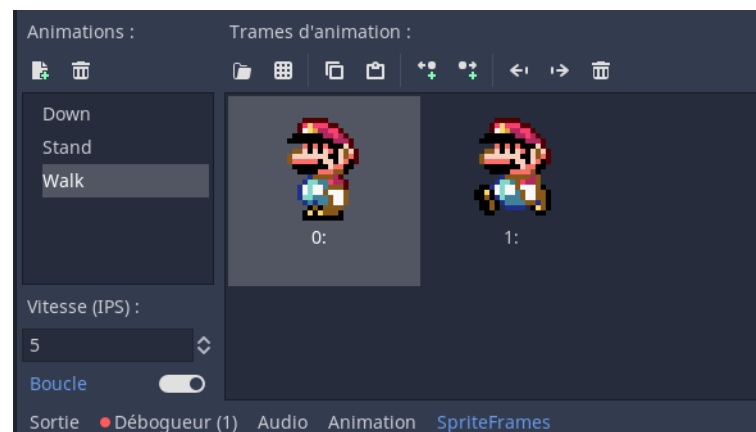 Animations :
Trames d'animation :
Down
Stand
Walk
0:
1:
Vitesse (IPS) :
5
Boucle
Sortie Débogueur (1) Audio Animation SpriteFrames